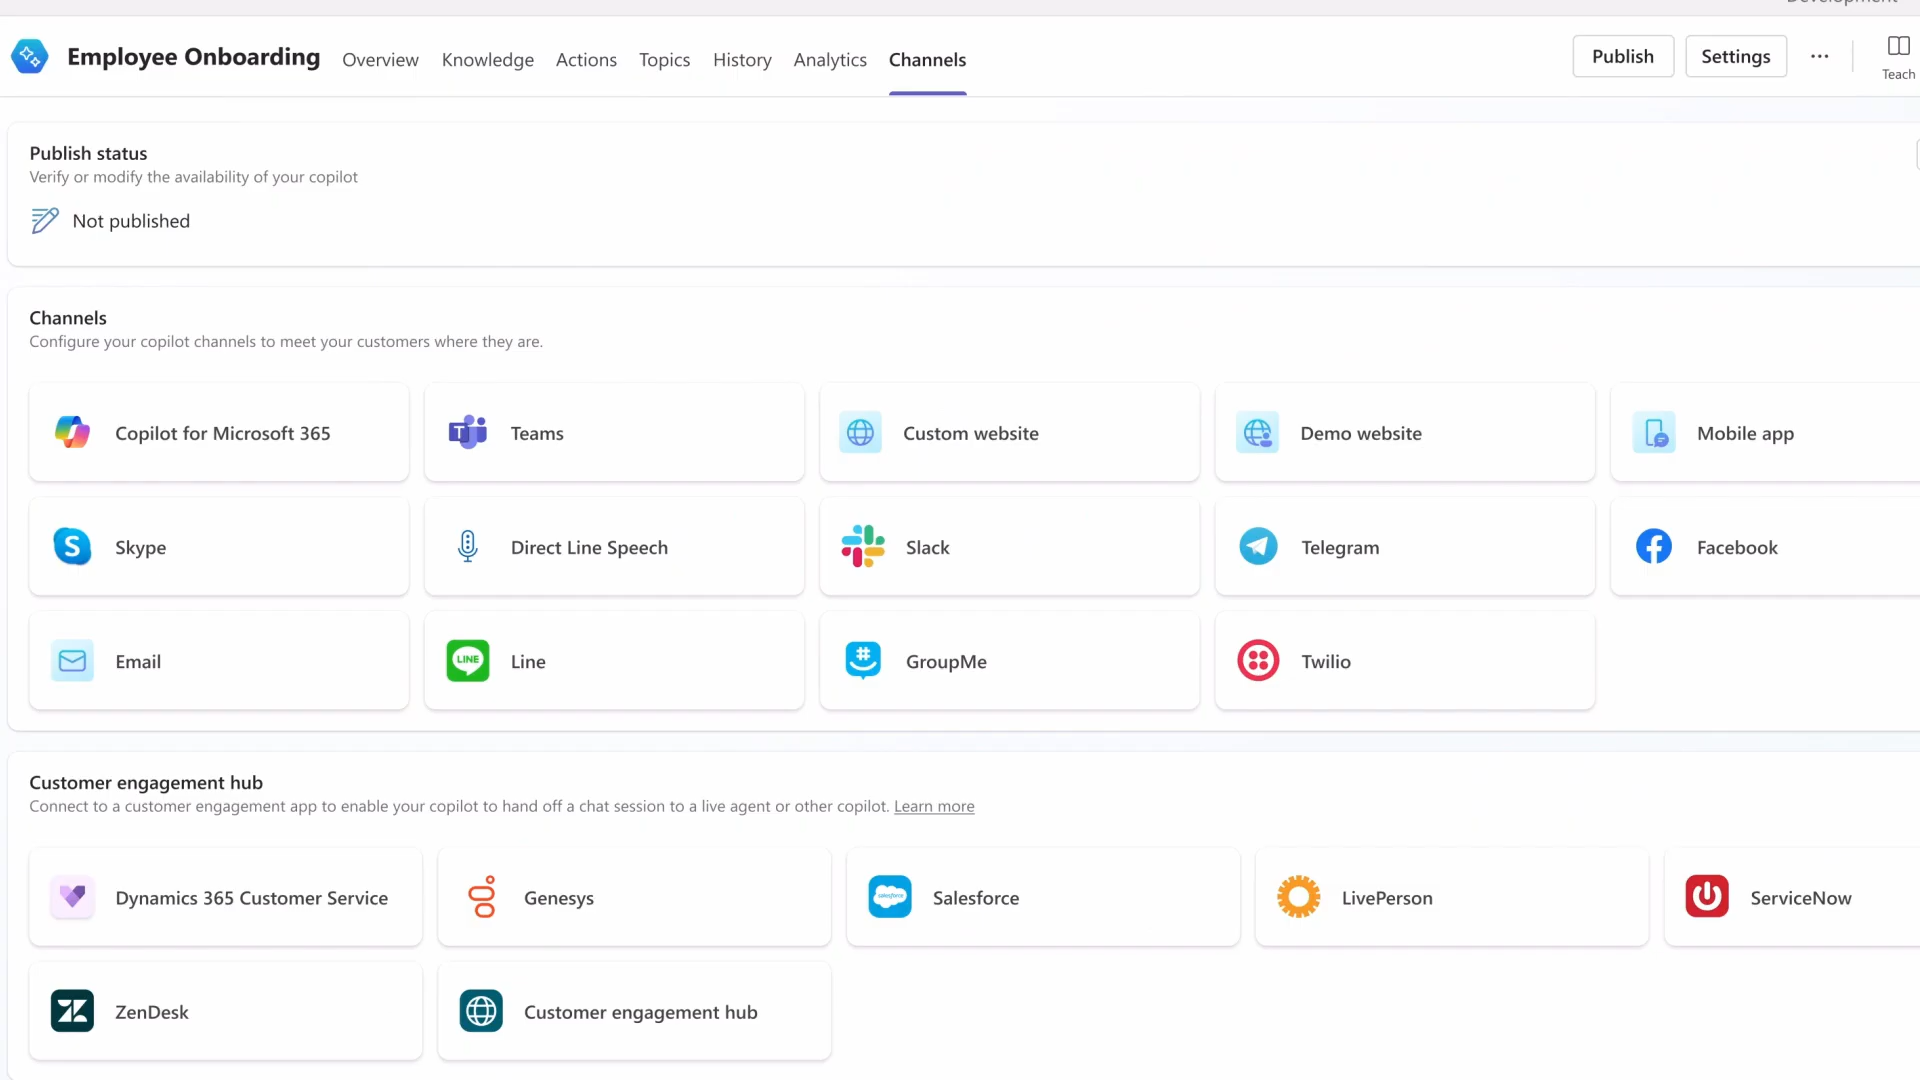 Development
Employee Onboarding Overview Knowledge Actions Topics History Analytics Channels Publish Settings ... Teach
Publish status
Verify or modify the availability of your copilot
Not published
Channels
Configure your copilot channels to meet your customers where they are.
Copilot for Microsoft 365 Teams Custom website Demo website Mobile app
Skype Direct Line Speech Slack Telegram Facebook
Email LINE Line GroupMe Twilio
Customer engagement hub
Connect to a customer engagement app to enable your copilot to hand off a chat session to a live agent or other copilot. Learn more
Dynamics 365 Customer Service Genesys salesforce Salesforce LivePerson ServiceNow
ZenDesk Customer engagement hub